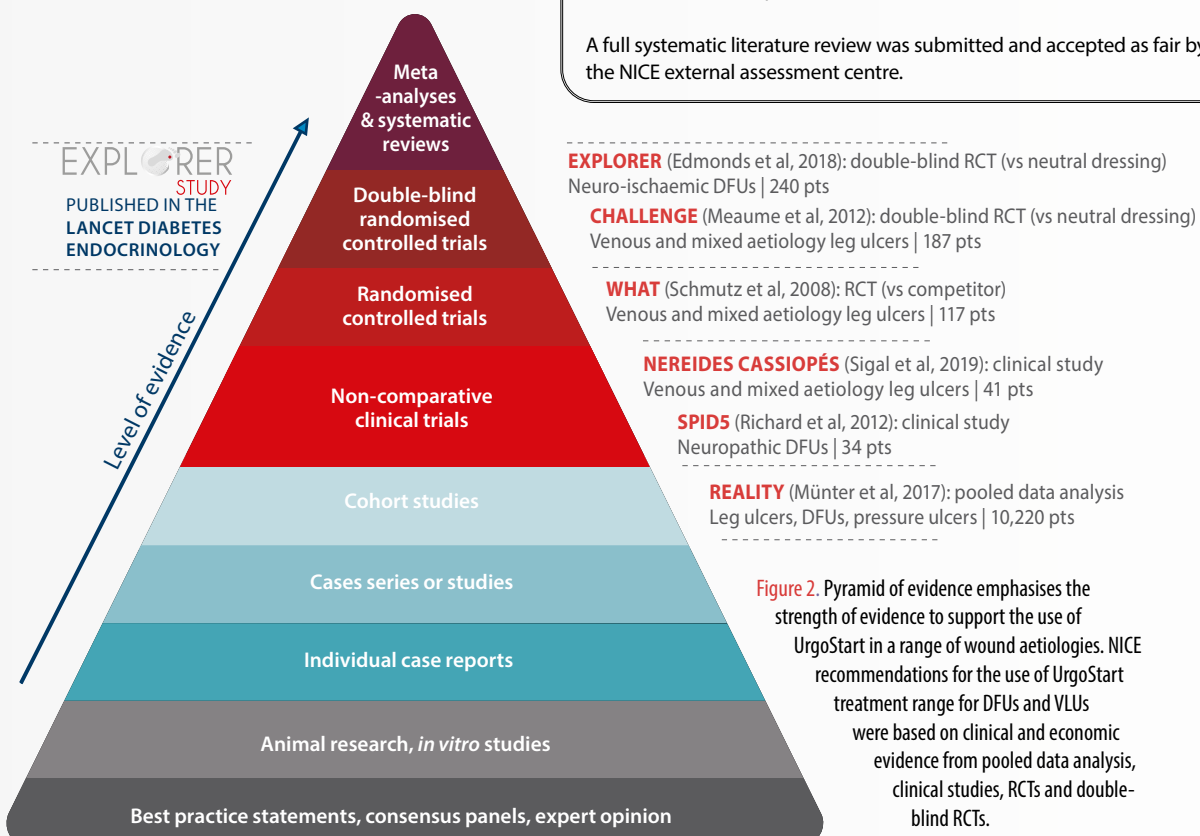 A full systematic literature review was submitted and accepted as fair by
the NICE external assessment centre.
Meta
-analyses
& systematic
reviews
EXPLORER
STUDY
PUBLISHED IN THE
LANCET DIABETES
ENDOCRINOLOGY
Level of evidence
Double-blind
randomised
controlled trials
Randomised
controlled trials
Non-comparative
clinical trials
Cohort studies
Cases series or studies
Individual case reports
Animal research, in vitro studies
Best practice statements, consensus panels, expert opinion
EXPLORER (Edmonds et al, 2018): double-blind RCT (vs neutral dressing)
Neuro-ischaemic DFUs | 240 pts
CHALLENGE (Meaume et al, 2012): double-blind RCT (vs neutral dressing)
Venous and mixed aetiology leg ulcers | 187 pts
WHAT (Schmutz et al, 2008): RCT (vs competitor)
Venous and mixed aetiology leg ulcers | 117 pts
NEREIDES CASSIOPÉS (Sigal et al, 2019): clinical study
Venous and mixed aetiology leg ulcers | 41 pts
SPID5 (Richard et al, 2012): clinical study
Neuropathic DFUs | 34 pts
REALITY (Münter et al, 2017): pooled data analysis
Leg ulcers, DFUs, pressure ulcers | 10,220 pts
Figure 2. Pyramid of evidence emphasises the
strength of evidence to support the use of
UrgoStart in a range of wound aetiologies. NICE
recommendations for the use of UrgoStart
treatment range for DFUs and VLUs
were based on clinical and economic
evidence from pooled data analysis,
clinical studies, RCTs and double-
blind RCTs.